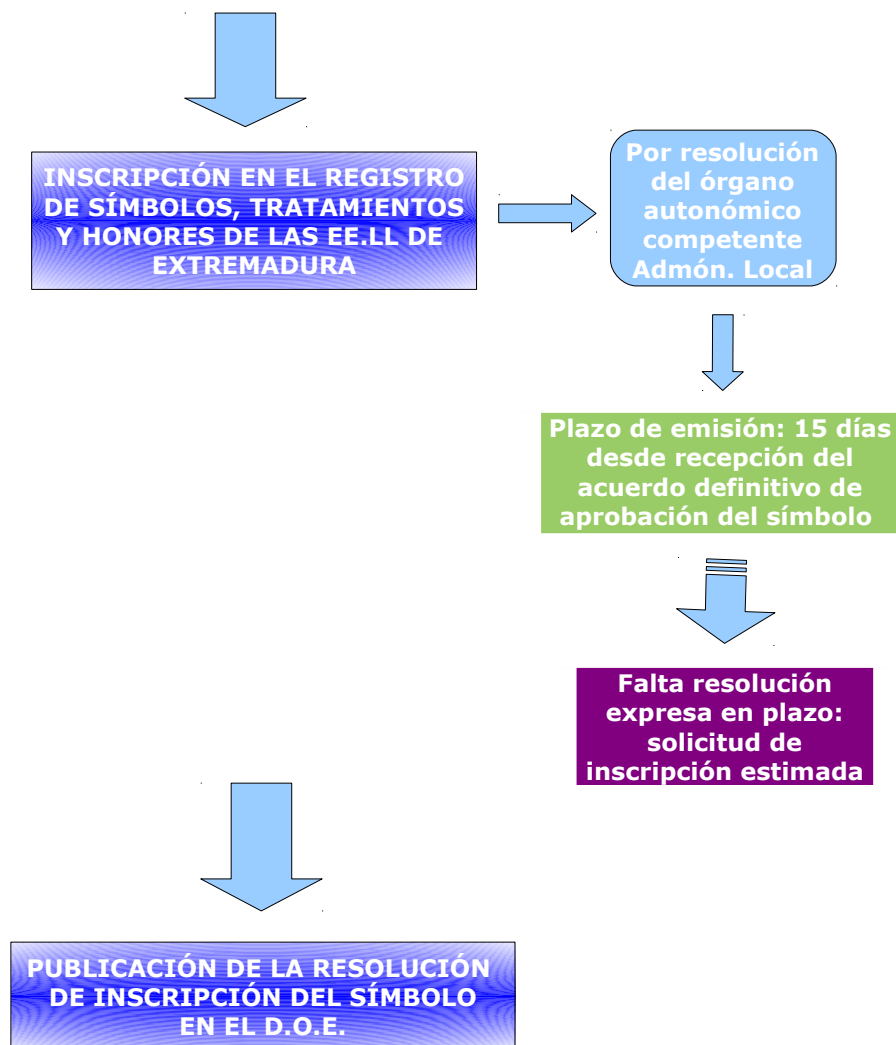 INSCRIPCIÓN EN EL REGISTRO
DE SÍMBOLOS, TRATAMIENTOS
Y HONORES DE LAS EE.LL DE
EXTREMADURA
Por resolución
del órgano
autonómico
competente
Admón. Local
Plazo de emisión: 15 días
desde recepción del
acuerdo definitivo de
aprobación del símbolo
Falta resolución
expresa en plazo:
solicitud de
inscripción estimada
PUBLICACIÓN DE LA RESOLUCIÓN
DE INSCRIPCIÓN DEL SÍMBOLO
EN EL D.O.E.